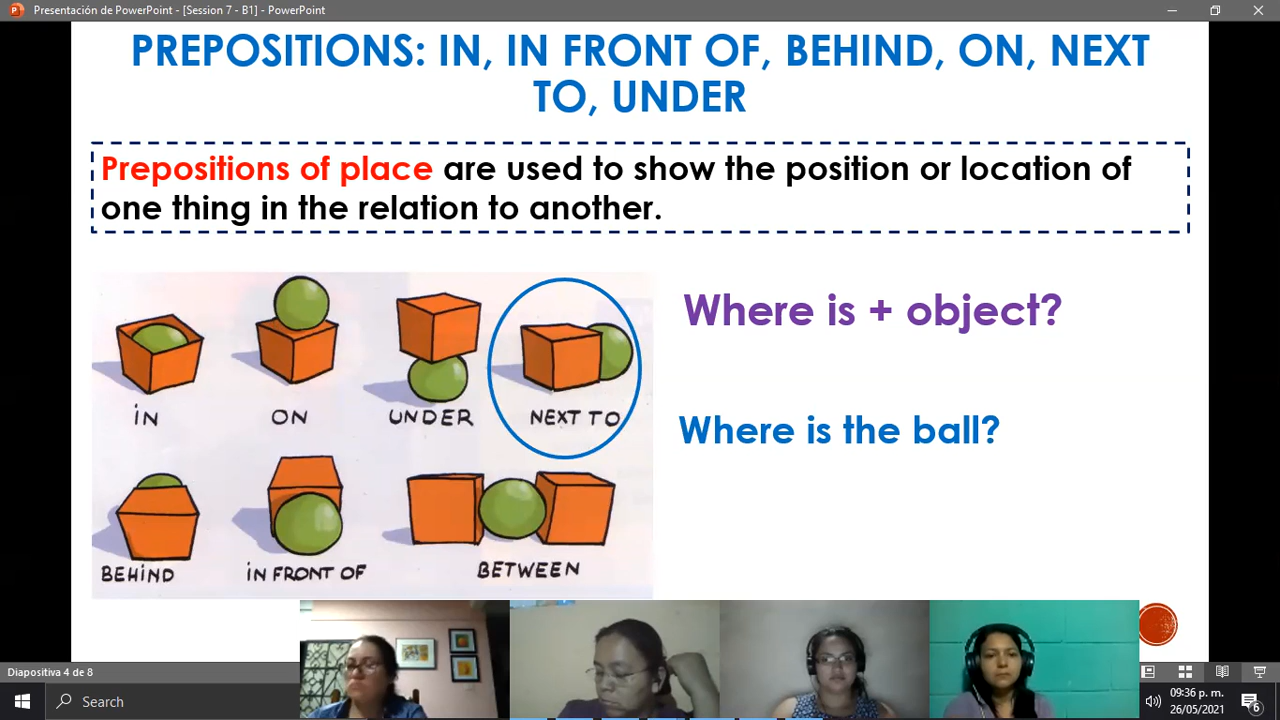 Presentación de PowerPoint - [Session 7 - B1] - PowerPoint
PREPOSITIONS: IN, IN FRONT OF, BEHIND, ON, NEXT
TO, UNDER
Prepositions of place are used to show the position or location of
one thing in the relation to another.
Where is + object?
IN ON UNDER NEXT TO
Where is the ball?
BEHIND IN FRONT OF BETWEEN
Diapositiva 4 de 8
Search
09:36 p. m.
26/05/2021
6